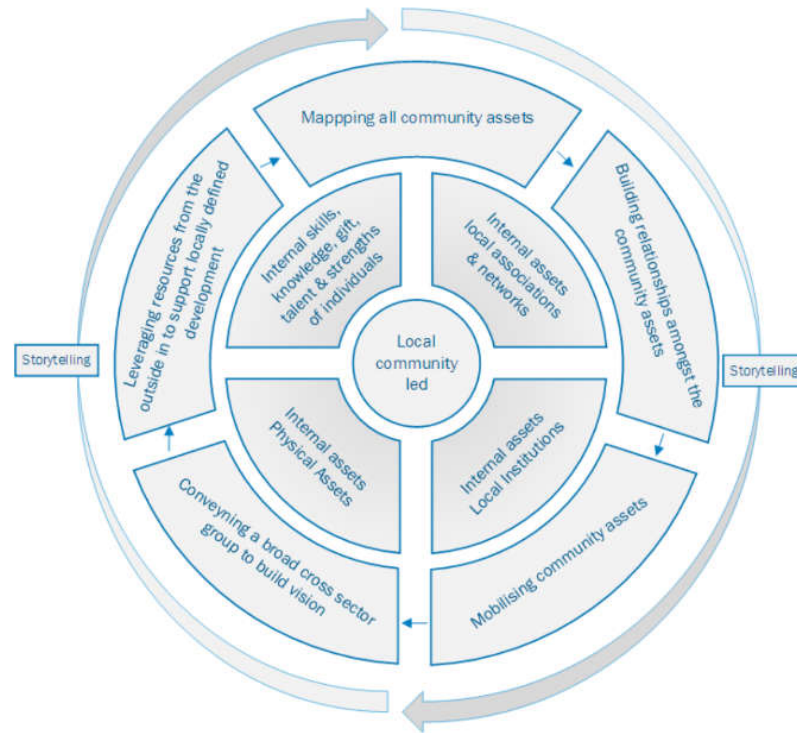 Mappping all community assets
Building relationships amongst the
community assets
Mobilising community assets
Conveyning a broad cross sector
group to build vision
Leveraging resources from the
outside in to support locally defined
development
Internal skills,
knowledge, gift,
talent & strengths
of individuals
Internal assets
local associations
& networks
Internal assets
Local Institutions
Internal assets
Physical Assets
Local
community
led
Storytelling
Storytelling